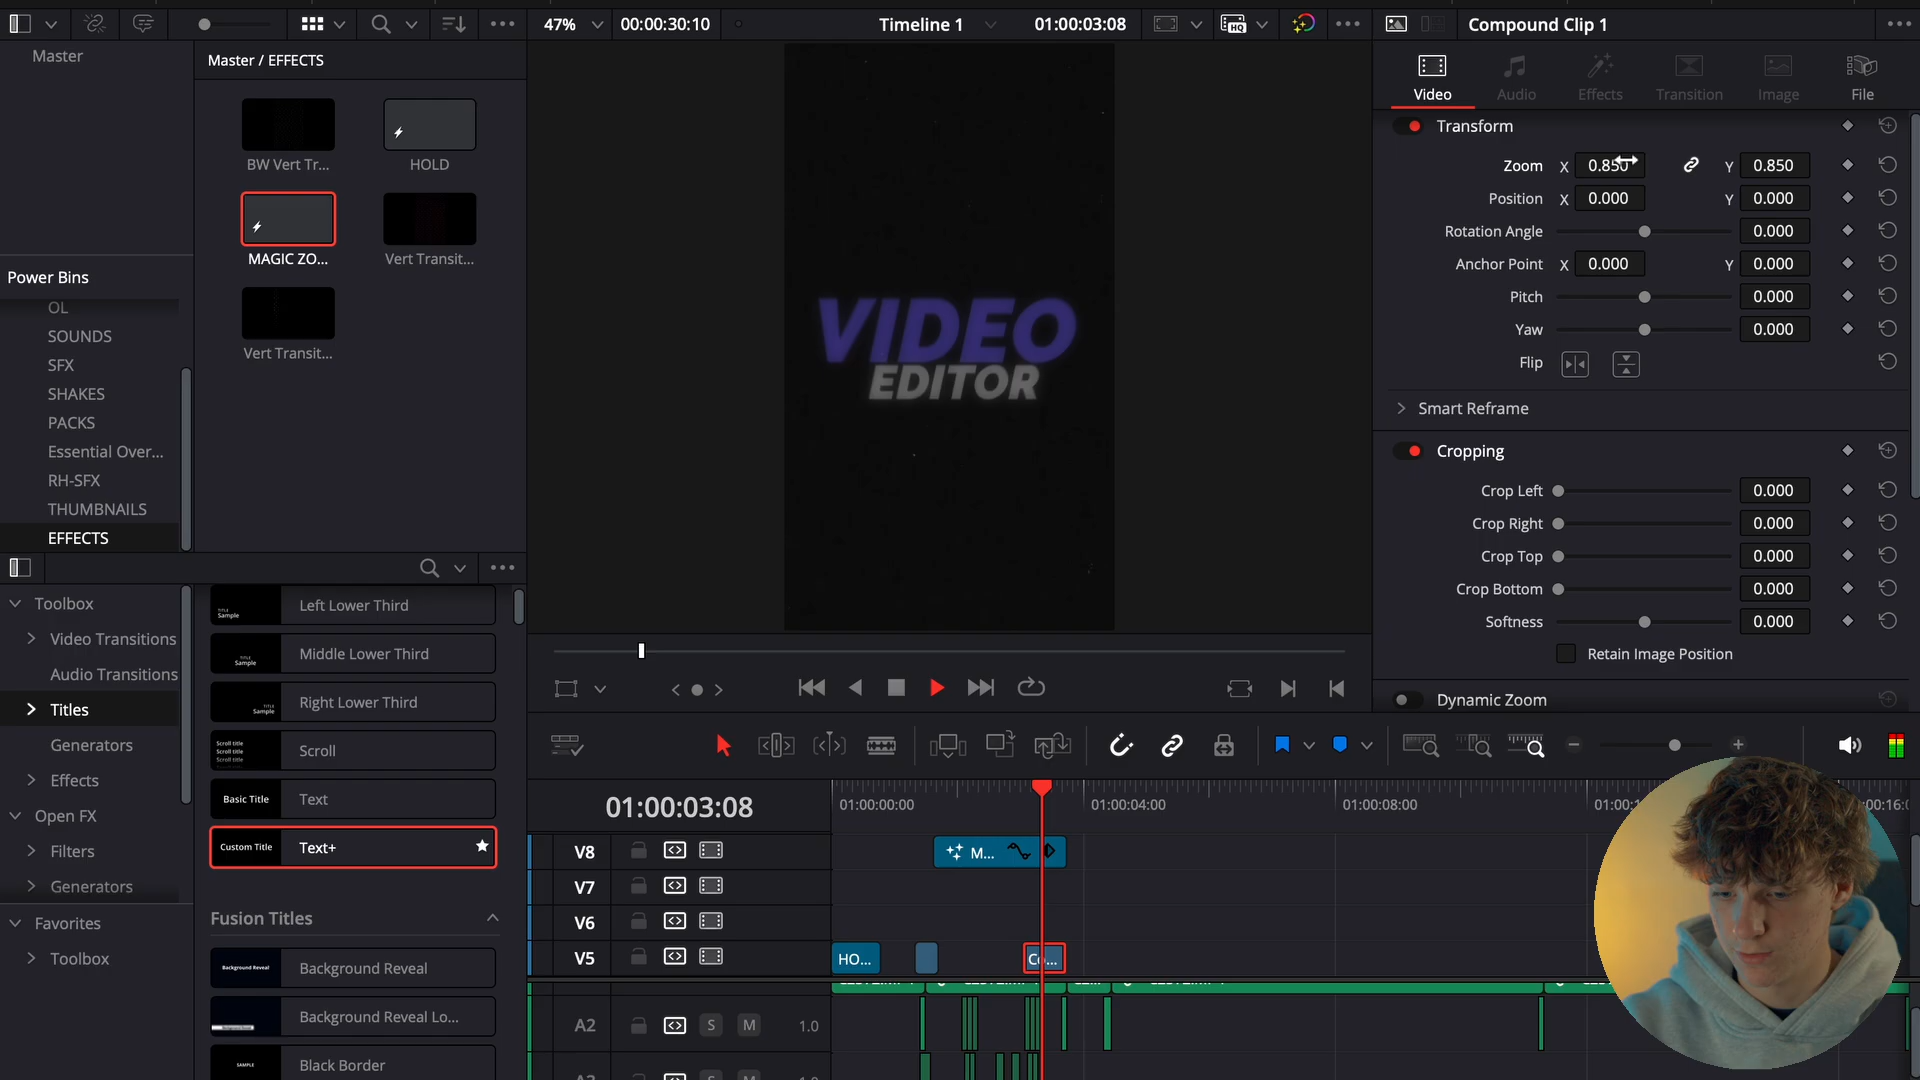 47%
00:00:30:10
Timeline 1
01:00:03:08
Compound Clip 1
Master
Master / EFFECTS
BW Vert Tr...
HOLD
MAGIC ZO...
Vert Transit...
Vert Transit...
Power Bins
OL
SOUNDS
SFX
SHAKES
PACKS
Essential Over...
RH-SFX
THUMBNAILS
EFFECTS
VIDEO
EDITOR
Video
Audio
Effects
Transition
Image
File
Transform
Zoom X 0.850 Y 0.850
Position X 0.000 Y 0.000
Rotation Angle 0.000
Anchor Point X 0.000 Y 0.000
Pitch 0.000
Yaw 0.000
Flip
Smart Reframe
Cropping
Crop Left 0.000
Crop Right 0.000
Crop Top 0.000
Crop Bottom 0.000
Softness 0.000
Retain Image Position
Dynamic Zoom
Toolbox
Video Transitions
Audio Transitions
Titles
Generators
Effects
Open FX
Filters
Generators
Favorites
Toolbox
Left Lower Third
Middle Lower Third
Right Lower Third
Scroll
Basic Title Text
Custom Title Text+
Fusion Titles
Background Reveal Background Reveal
Background Reveal Lo...
SAMPLE Black Border
01:00:03:08
01:00:00:00
01:00:04:00
01:00:08:00
V8
M...
V7
V6
V5
HO...
Co...
A2 S M 1.0